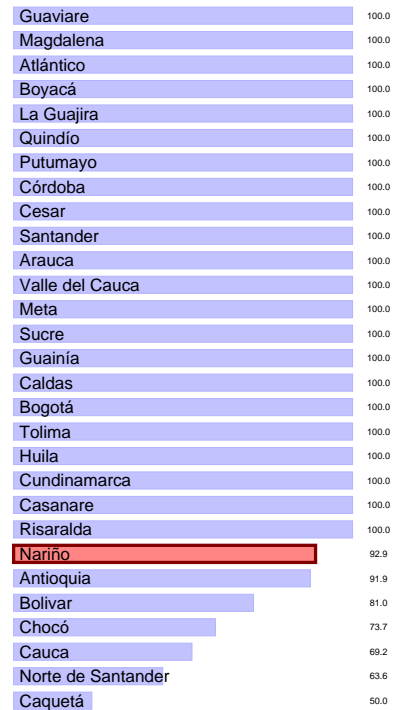 Guaviare 100.0
Magdalena 100.0
Atlántico 100.0
Boyacá 100.0
La Guajira 100.0
Quindío 100.0
Putumayo 100.0
Córdoba 100.0
Cesar 100.0
Santander 100.0
Arauca 100.0
Valle del Cauca 100.0
Meta 100.0
Sucre 100.0
Guainía 100.0
Caldas 100.0
Bogotá 100.0
Tolima 100.0
Huila 100.0
Cundinamarca 100.0
Casanare 100.0
Risaralda 100.0
Nariño 92.9
Antioquia 91.9
Bolivar 81.0
Chocó 73.7
Cauca 69.2
Norte de Santander 63.6
Caquetá 50.0